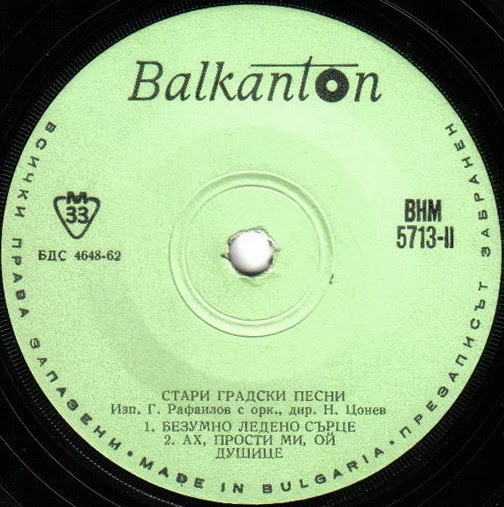 Balkanton
ВСИЧКИ ПРАВА ЗАПАЗЕНИ • MADE IN BULGARIA • ПРЕЗАПИСЪТ ЗАБРАНЕН
М
33
БДС 4648-62
ВНМ
5713-II
СТАРИ ГРАДСКИ ПЕСНИ
Изп. Г. Рафаилов с орк., дир. Н. Цонев
1. БЕЗУМНО ЛЕДЕНО СЪРЦЕ
2. АХ, ПРОСТИ МИ, ОЙ
ДУШИЦЕ